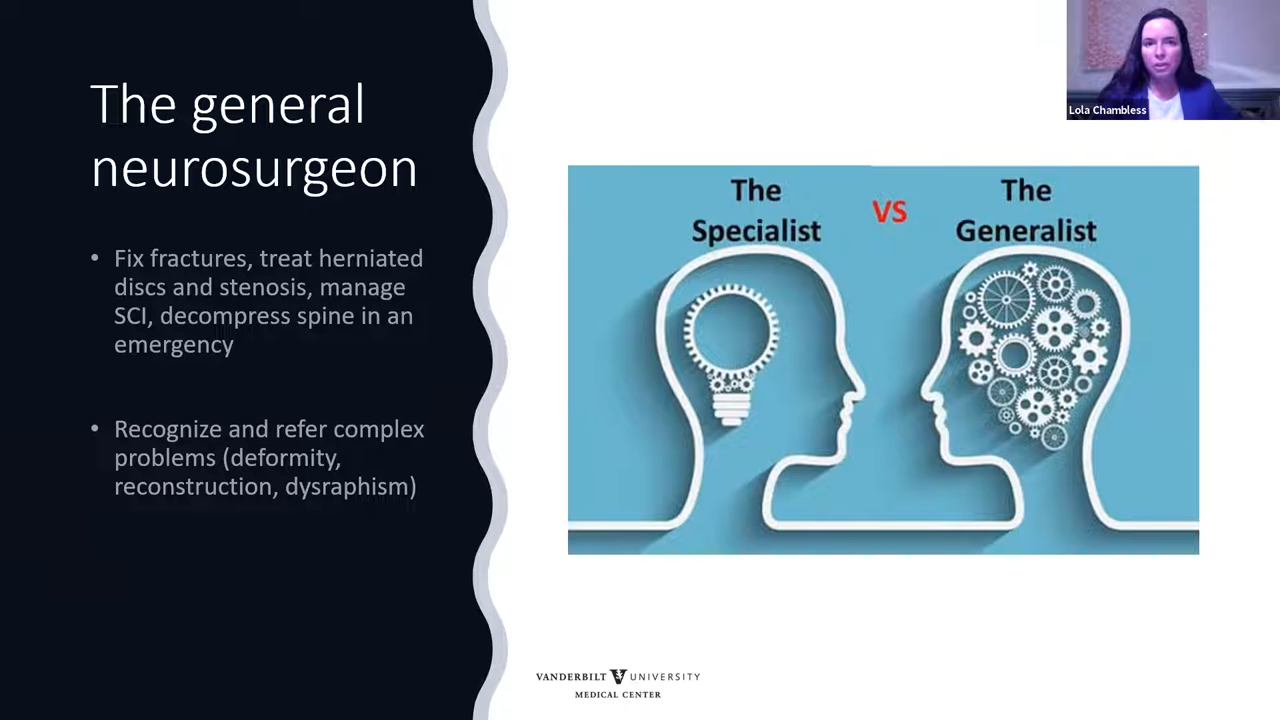 The general
neurosurgeon
• Fix fractures, treat herniated
discs and stenosis, manage
SCI, decompress spine in an
emergency
• Recognize and refer complex
problems (deformity,
reconstruction, dysraphism)
Lola Chambless
The
Specialist
VS
The
Generalist
VANDERBILT UNIVERSITY
MEDICAL CENTER